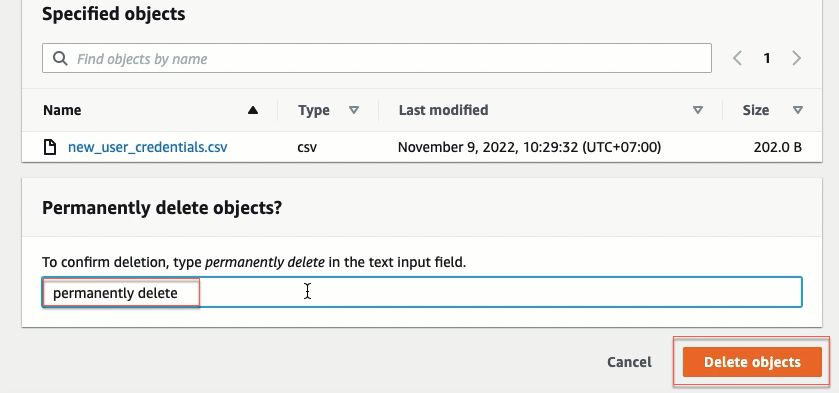 Specified objects
Find objects by name
1
Name Type Last modified Size
new_user_credentials.csv csv November 9, 2022, 10:29:32 (UTC+07:00) 202.0 B
Permanently delete objects?
To confirm deletion, type permanently delete in the text input field.
permanently delete
Cancel Delete objects